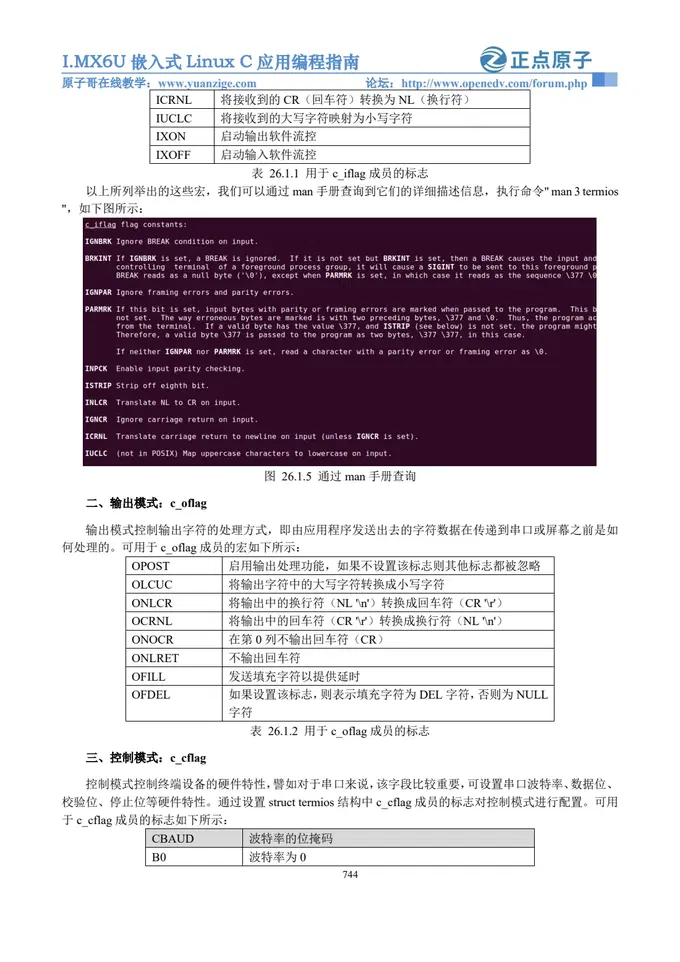 I.MX6U 嵌入式 Linux C 应用编程指南
正点原子
原子哥在线教学：www.yuanzige.com 论坛：http://www.openedv.com/forum.php
ICRNL 将接收到的 CR（回车符）转换为 NL（换行符）
IUCLC 将接收到的大写字符映射为小写字符
IXON 启动输出软件流控
IXOFF 启动输入软件流控
表 26.1.1 用于 c_iflag 成员的标志
以上所列举出的这些宏，我们可以通过 man 手册查询到它们的详细描述信息，执行命令" man 3 termios
"，如下图所示：
c_iflag flag constants:
IGNBRK Ignore BREAK condition on input.
BRKINT If IGNBRK is set, a BREAK is ignored. If it is not set but BRKINT is set, then a BREAK causes the input and
controlling terminal of a foreground process group, it will cause a SIGINT to be sent to this foreground p
BREAK reads as a null byte ('\0'), except when PARMRK is set, in which case it reads as the sequence \377 \0
IGNPAR Ignore framing errors and parity errors.
PARMRK If this bit is set, input bytes with parity or framing errors are marked when passed to the program. This b
not set. The way erroneous bytes are marked is with two preceding bytes, \377 and \0. Thus, the program ac
from the terminal. If a valid byte has the value \377, and ISTRIP (see below) is not set, the program might
Therefore, a valid byte \377 is passed to the program as two bytes, \377 \377, in this case.
If neither IGNPAR nor PARMRK is set, read a character with a parity error or framing error as \0.
INPCK Enable input parity checking.
ISTRIP Strip off eighth bit.
INLCR Translate NL to CR on input.
IGNCR Ignore carriage return on input.
ICRNL Translate carriage return to newline on input (unless IGNCR is set).
IUCLC (not in POSIX) Map uppercase characters to lowercase on input.
图 26.1.5 通过 man 手册查询
二、输出模式：c_oflag
输出模式控制输出字符的处理方式，即由应用程序发送出去的字符数据在传递到串口或屏幕之前是如
何处理的。可用于 c_oflag 成员的宏如下所示：
OPOST 启用输出处理功能，如果不设置该标志则其他标志都被忽略
OLCUC 将输出字符中的大写字符转换成小写字符
ONLCR 将输出中的换行符（NL '\n'）转换成回车符（CR '\r'）
OCRNL 将输出中的回车符（CR '\r'）转换成换行符（NL '\n'）
ONOCR 在第 0 列不输出回车符（CR）
ONLRET 不输出回车符
OFILL 发送填充字符以提供延时
OFDEL 如果设置该标志，则表示填充字符为 DEL 字符，否则为 NULL
字符
表 26.1.2 用于 c_oflag 成员的标志
三、控制模式：c_cflag
控制模式控制终端设备的硬件特性，譬如对于串口来说，该字段比较重要，可设置串口波特率、数据位、
校验位、停止位等硬件特性。通过设置 struct termios 结构中 c_cflag 成员的标志对控制模式进行配置。可用
于 c_cflag 成员的标志如下所示：
CBAUD 波特率的位掩码
B0 波特率为 0
744